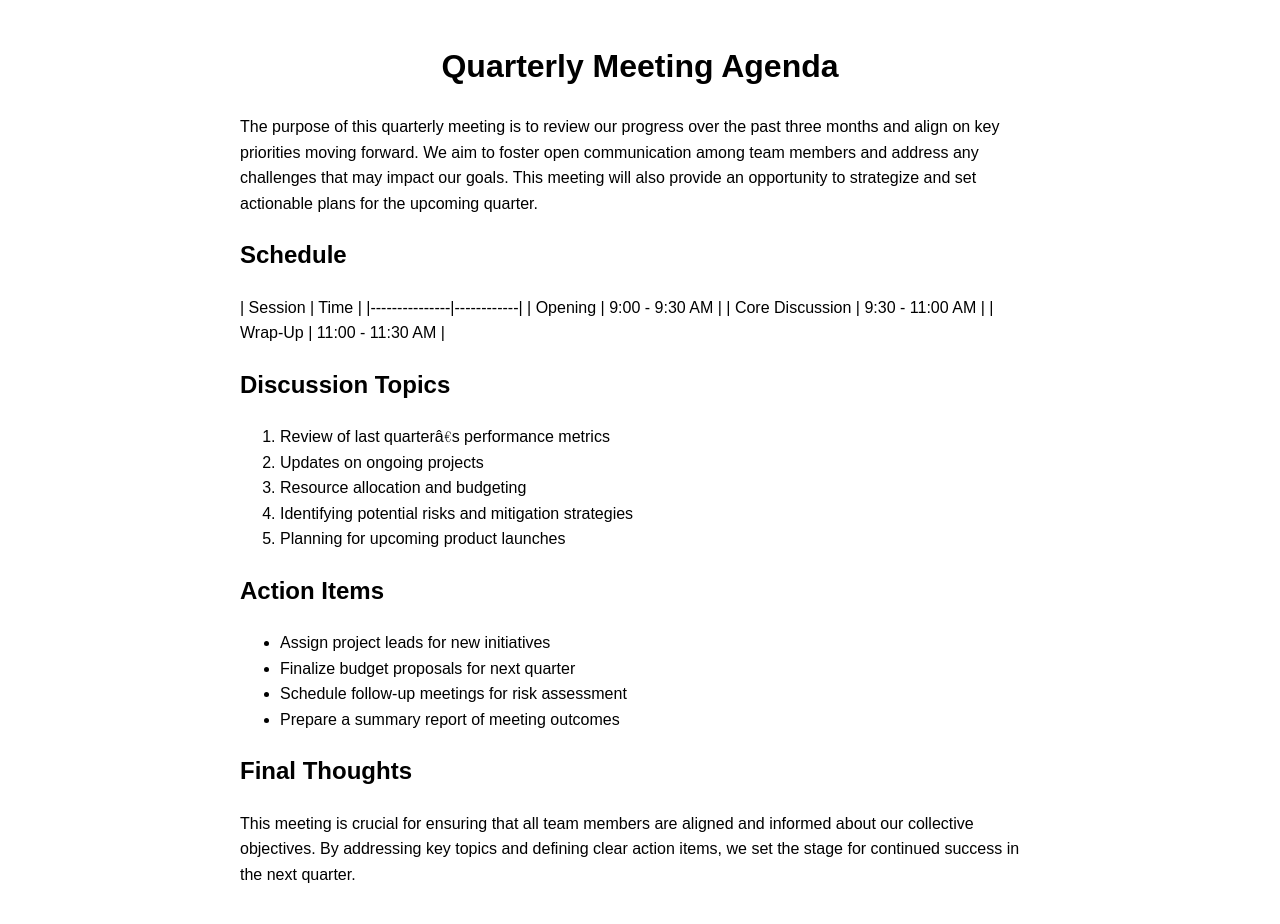 Quarterly Meeting Agenda
The purpose of this quarterly meeting is to review our progress over the past three months and align on key
priorities moving forward. We aim to foster open communication among team members and address any
challenges that may impact our goals. This meeting will also provide an opportunity to strategize and set
actionable plans for the upcoming quarter.
Schedule
| Session | Time | |---------------|------------| | Opening | 9:00 - 9:30 AM | | Core Discussion | 9:30 - 11:00 AM | |
Wrap-Up | 11:00 - 11:30 AM |
Discussion Topics
1. Review of last quarterâ€s performance metrics
2. Updates on ongoing projects
3. Resource allocation and budgeting
4. Identifying potential risks and mitigation strategies
5. Planning for upcoming product launches
Action Items
• Assign project leads for new initiatives
• Finalize budget proposals for next quarter
• Schedule follow-up meetings for risk assessment
• Prepare a summary report of meeting outcomes
Final Thoughts
This meeting is crucial for ensuring that all team members are aligned and informed about our collective
objectives. By addressing key topics and defining clear action items, we set the stage for continued success in
the next quarter.